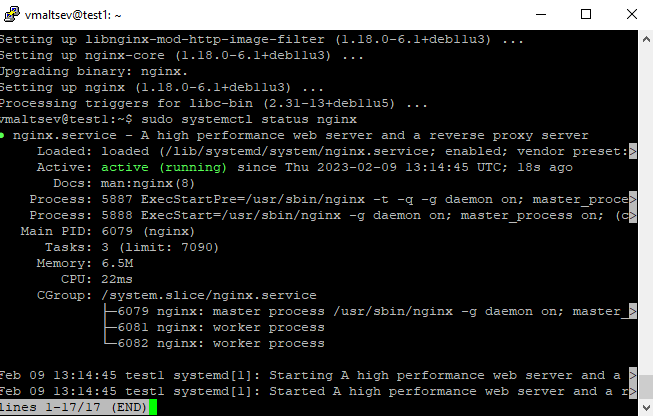 vmaltsev@test1: ~
Setting up libnginx-mod-http-image-filter (1.18.0-6.1+deb11u3) ...
Setting up nginx-core (1.18.0-6.1+deb11u3) ...
Upgrading binary: nginx.
Setting up nginx (1.18.0-6.1+deb11u3) ...
Processing triggers for libc-bin (2.31-13+deb11u5) ...
vmaltsev@test1:~$ sudo systemctl status nginx
● nginx.service - A high performance web server and a reverse proxy server
     Loaded: loaded (/lib/systemd/system/nginx.service; enabled; vendor preset:>
     Active: active (running) since Thu 2023-02-09 13:14:45 UTC; 18s ago
       Docs: man:nginx(8)
    Process: 5887 ExecStartPre=/usr/sbin/nginx -t -q -g daemon on; master_proce>
    Process: 5888 ExecStart=/usr/sbin/nginx -g daemon on; master_process on; (c>
   Main PID: 6079 (nginx)
      Tasks: 3 (limit: 7090)
     Memory: 6.5M
        CPU: 22ms
     CGroup: /system.slice/nginx.service
             ├─6079 nginx: master process /usr/sbin/nginx -g daemon on; master_>
             ├─6081 nginx: worker process
             └─6082 nginx: worker process
Feb 09 13:14:45 test1 systemd[1]: Starting A high performance web server and a >
Feb 09 13:14:45 test1 systemd[1]: Started A high performance web server and a r>
lines 1-17/17 (END)